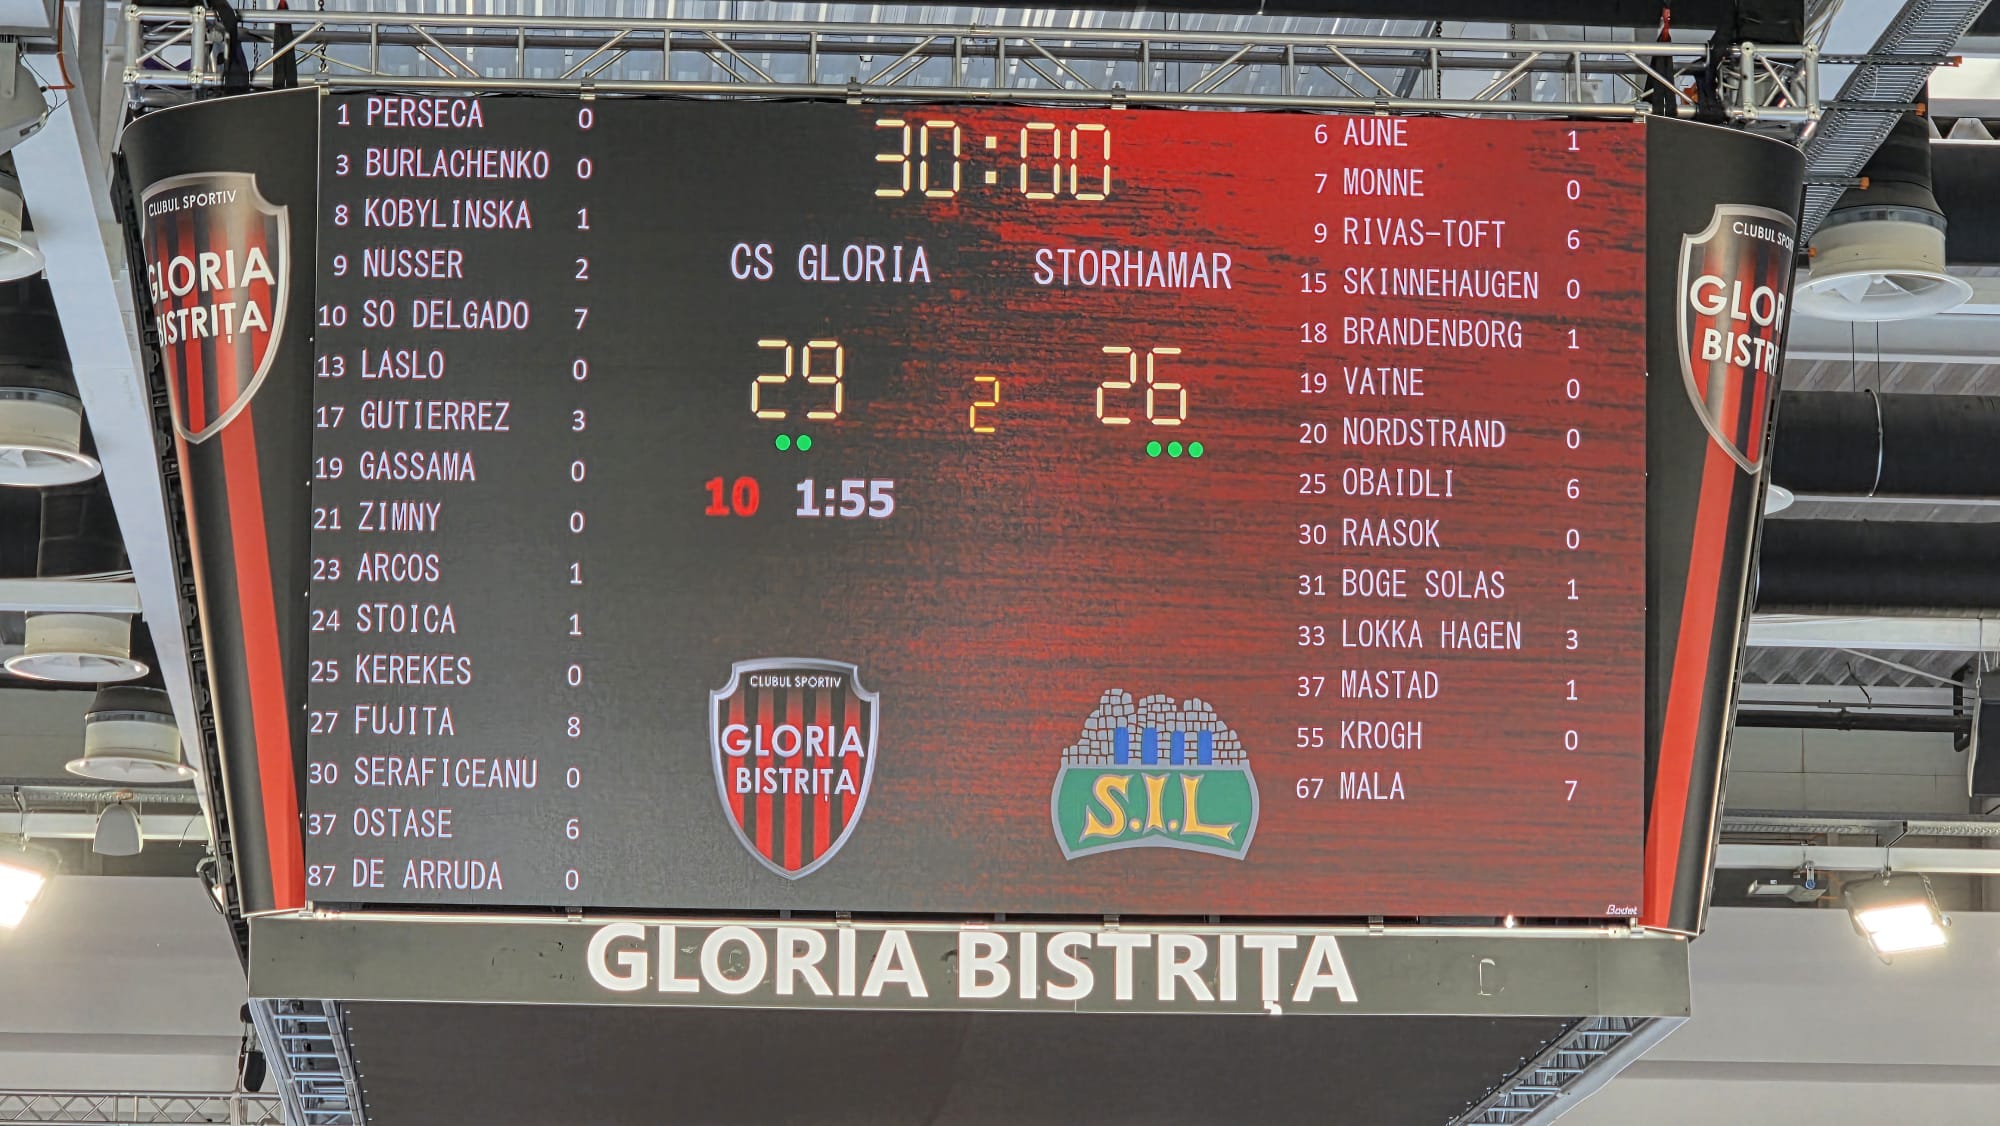 30:00
CS GLORIA STORHAMAR
29 2 26
10 1:55
1 PERSECA 0
3 BURLACHENKO 0
8 KOBYLINSKA 1
9 NUSSER 2
10 SO DELGADO 7
13 LASLO 0
17 GUTIERREZ 3
19 GASSAMA 0
21 ZIMNY 0
23 ARCOS 1
24 STOICA 1
25 KEREKES 0
27 FUJITA 8
30 SERAFICEANU 0
37 OSTASE 6
87 DE ARRUDA 0
6 AUNE 1
7 MONNE 0
9 RIVAS-TOFT 6
15 SKINNEHAUGEN 0
18 BRANDENBORG 1
19 VATNE 0
20 NORDSTRAND 0
25 OBAIDLI 6
30 RAASOK 0
31 BOGE SOLAS 1
33 LOKKA HAGEN 3
37 MASTAD 1
55 KROGH 0
67 MALA 7
CLUBUL SPORTIV
GLORIA
BISTRIȚA
S.I.L
Bodet
CLUBUL SPORTIV
GLORIA
BISTRIȚA
CLUBUL SPO
GLOR
BISTR
GLORIA BISTRIȚA